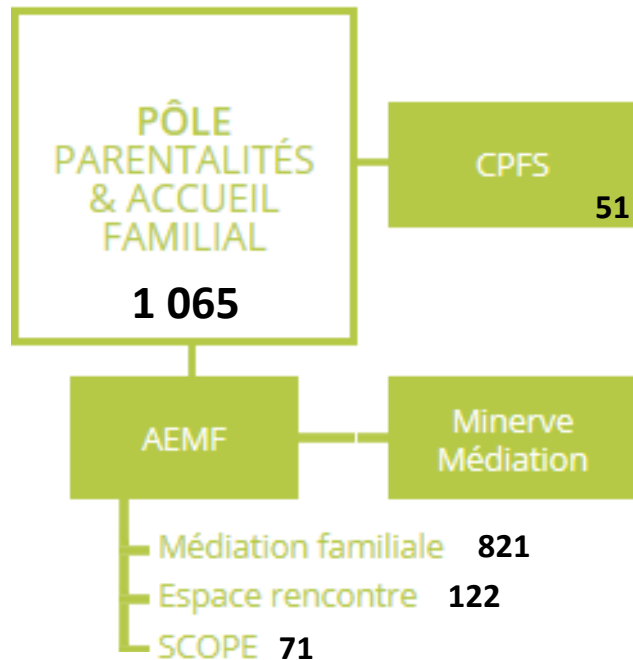 PÔLE
PARENTALITÉS
& ACCUEIL
FAMILIAL
1 065
CPFS
51
AEMF
Minerve
Médiation
Médiation familiale 821
Espace rencontre 122
SCOPE 71